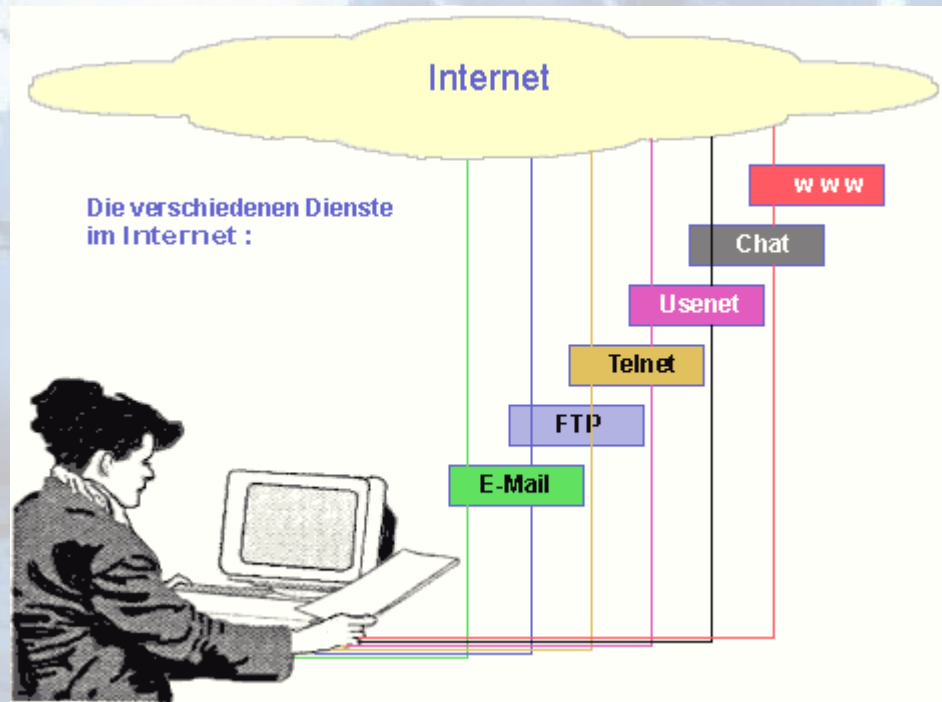 Internet
Die verschiedenen Dienste
im Internet :
W W W
Chat
Usenet
Telnet
FTP
E-Mail